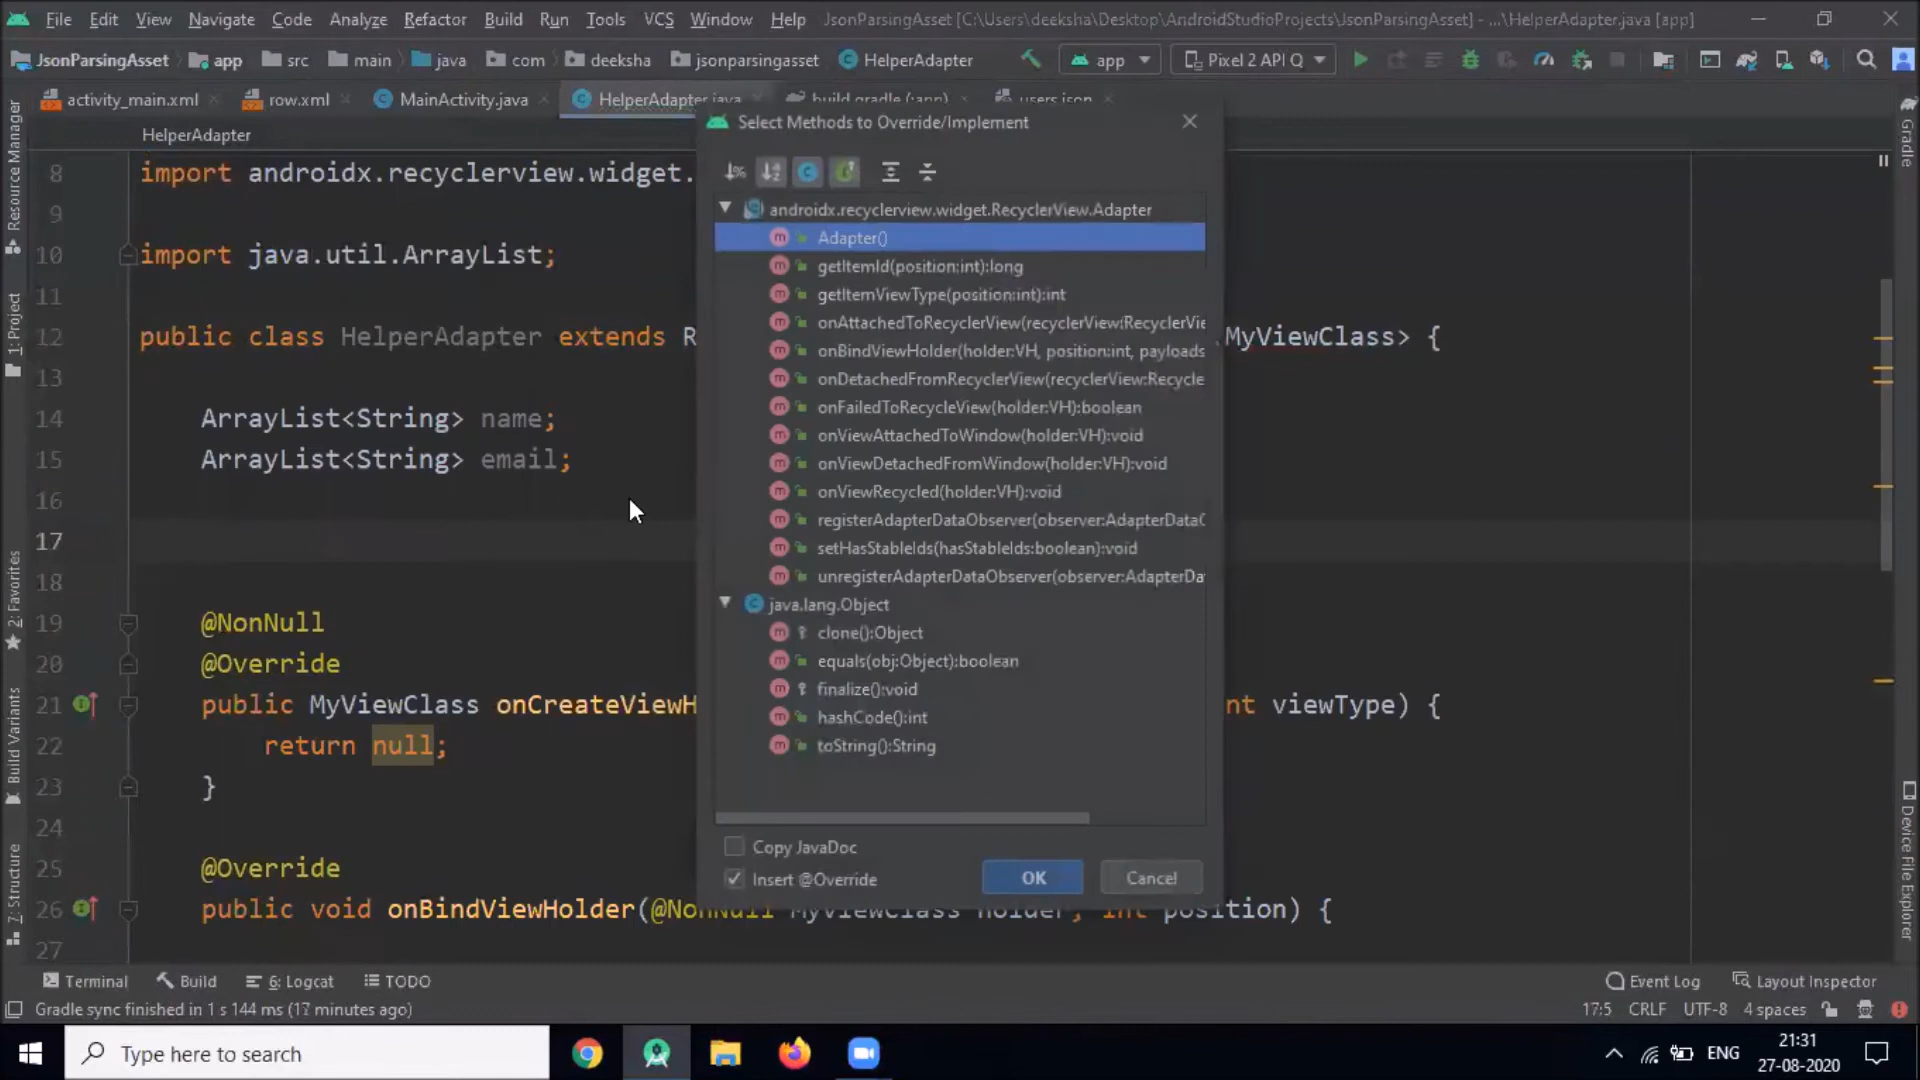 File Edit View Navigate Code Analyze Refactor Build Run Tools VCS Window Help JsonParsingAsset [C:\Users\deeksha\Desktop\AndroidStudioProjects\JsonParsingAsset] - ...\HelperAdapter.java [app]
JsonParsingAsset app src main java com deeksha jsonparsingasset HelperAdapter app Pixel 2 API Q
activity_main.xml row.xml MainActivity.java HelperAdapter.java build.gradle (:app) users.json
HelperAdapter
Select Methods to Override/Implement
androidx.recyclerview.widget.RecyclerView.Adapter
Adapter()
getItemId(position:int):long
getItemViewType(position:int):int
onAttachedToRecyclerView(recyclerView:RecyclerVie
onBindViewHolder(holder:VH, position:int, payloads
onDetachedFromRecyclerView(recyclerView:Recycle
onFailedToRecycleView(holder:VH):boolean
onViewAttachedToWindow(holder:VH):void
onViewDetachedFromWindow(holder:VH):void
onViewRecycled(holder:VH):void
registerAdapterDataObserver(observer:AdapterDataO
setHasStableIds(hasStableIds:boolean):void
unregisterAdapterDataObserver(observer:AdapterDa
java.lang.Object
clone():Object
equals(obj:Object):boolean
finalize():void
hashCode():int
toString():String
Copy JavaDoc
Insert @Override
OK Cancel
8 import androidx.recyclerview.widget.
9
10 import java.util.ArrayList;
11
12 public class HelperAdapter extends R MyViewClass> {
13
14 ArrayList<String> name;
15 ArrayList<String> email;
16
17
18
19 @NonNull
20 @Override
21 public MyViewClass onCreateViewH nt viewType) {
22 return null;
23 }
24
25 @Override
26 public void onBindViewHolder(@NonNull MyViewClass holder, int position) {
27
Resource Manager
1: Project
2: Favorites
Build Variants
7: Structure
Gradle
Device File Explorer
Terminal Build 6: Logcat TODO Event Log Layout Inspector
Gradle sync finished in 1 s 144 ms (17 minutes ago) 17:5 CRLF UTF-8 4 spaces
Type here to search ENG 21:31
27-08-2020